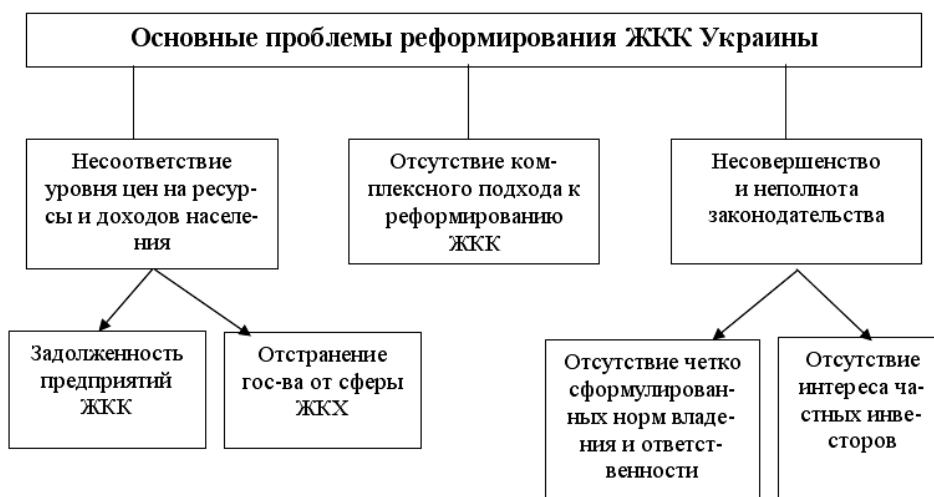 Основные проблемы реформирования ЖКК Украины
Несоответствие
уровня цен на ресур-
сы и доходов населе-
ния
Отсутствие ком-
плексного подхода к
реформированию
ЖКК
Несовершенство
и неполнота
законодательства
Задолженность
предприятий
ЖКК
Отстранение
гос-ва от сферы
ЖКХ
Отсутствие четко
сформулирован-
ных норм владе-
ния и ответст-
венности
Отсутствие
интереса ча-
стных инве-
сторов